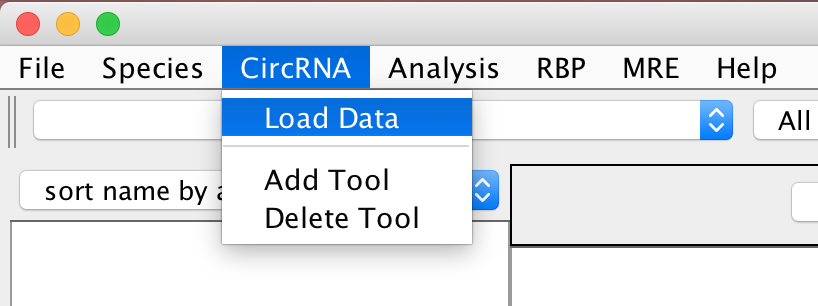 File Species CircRNA Analysis RBP MRE Help
Load Data
All
Add Tool
sort name by
Delete Tool